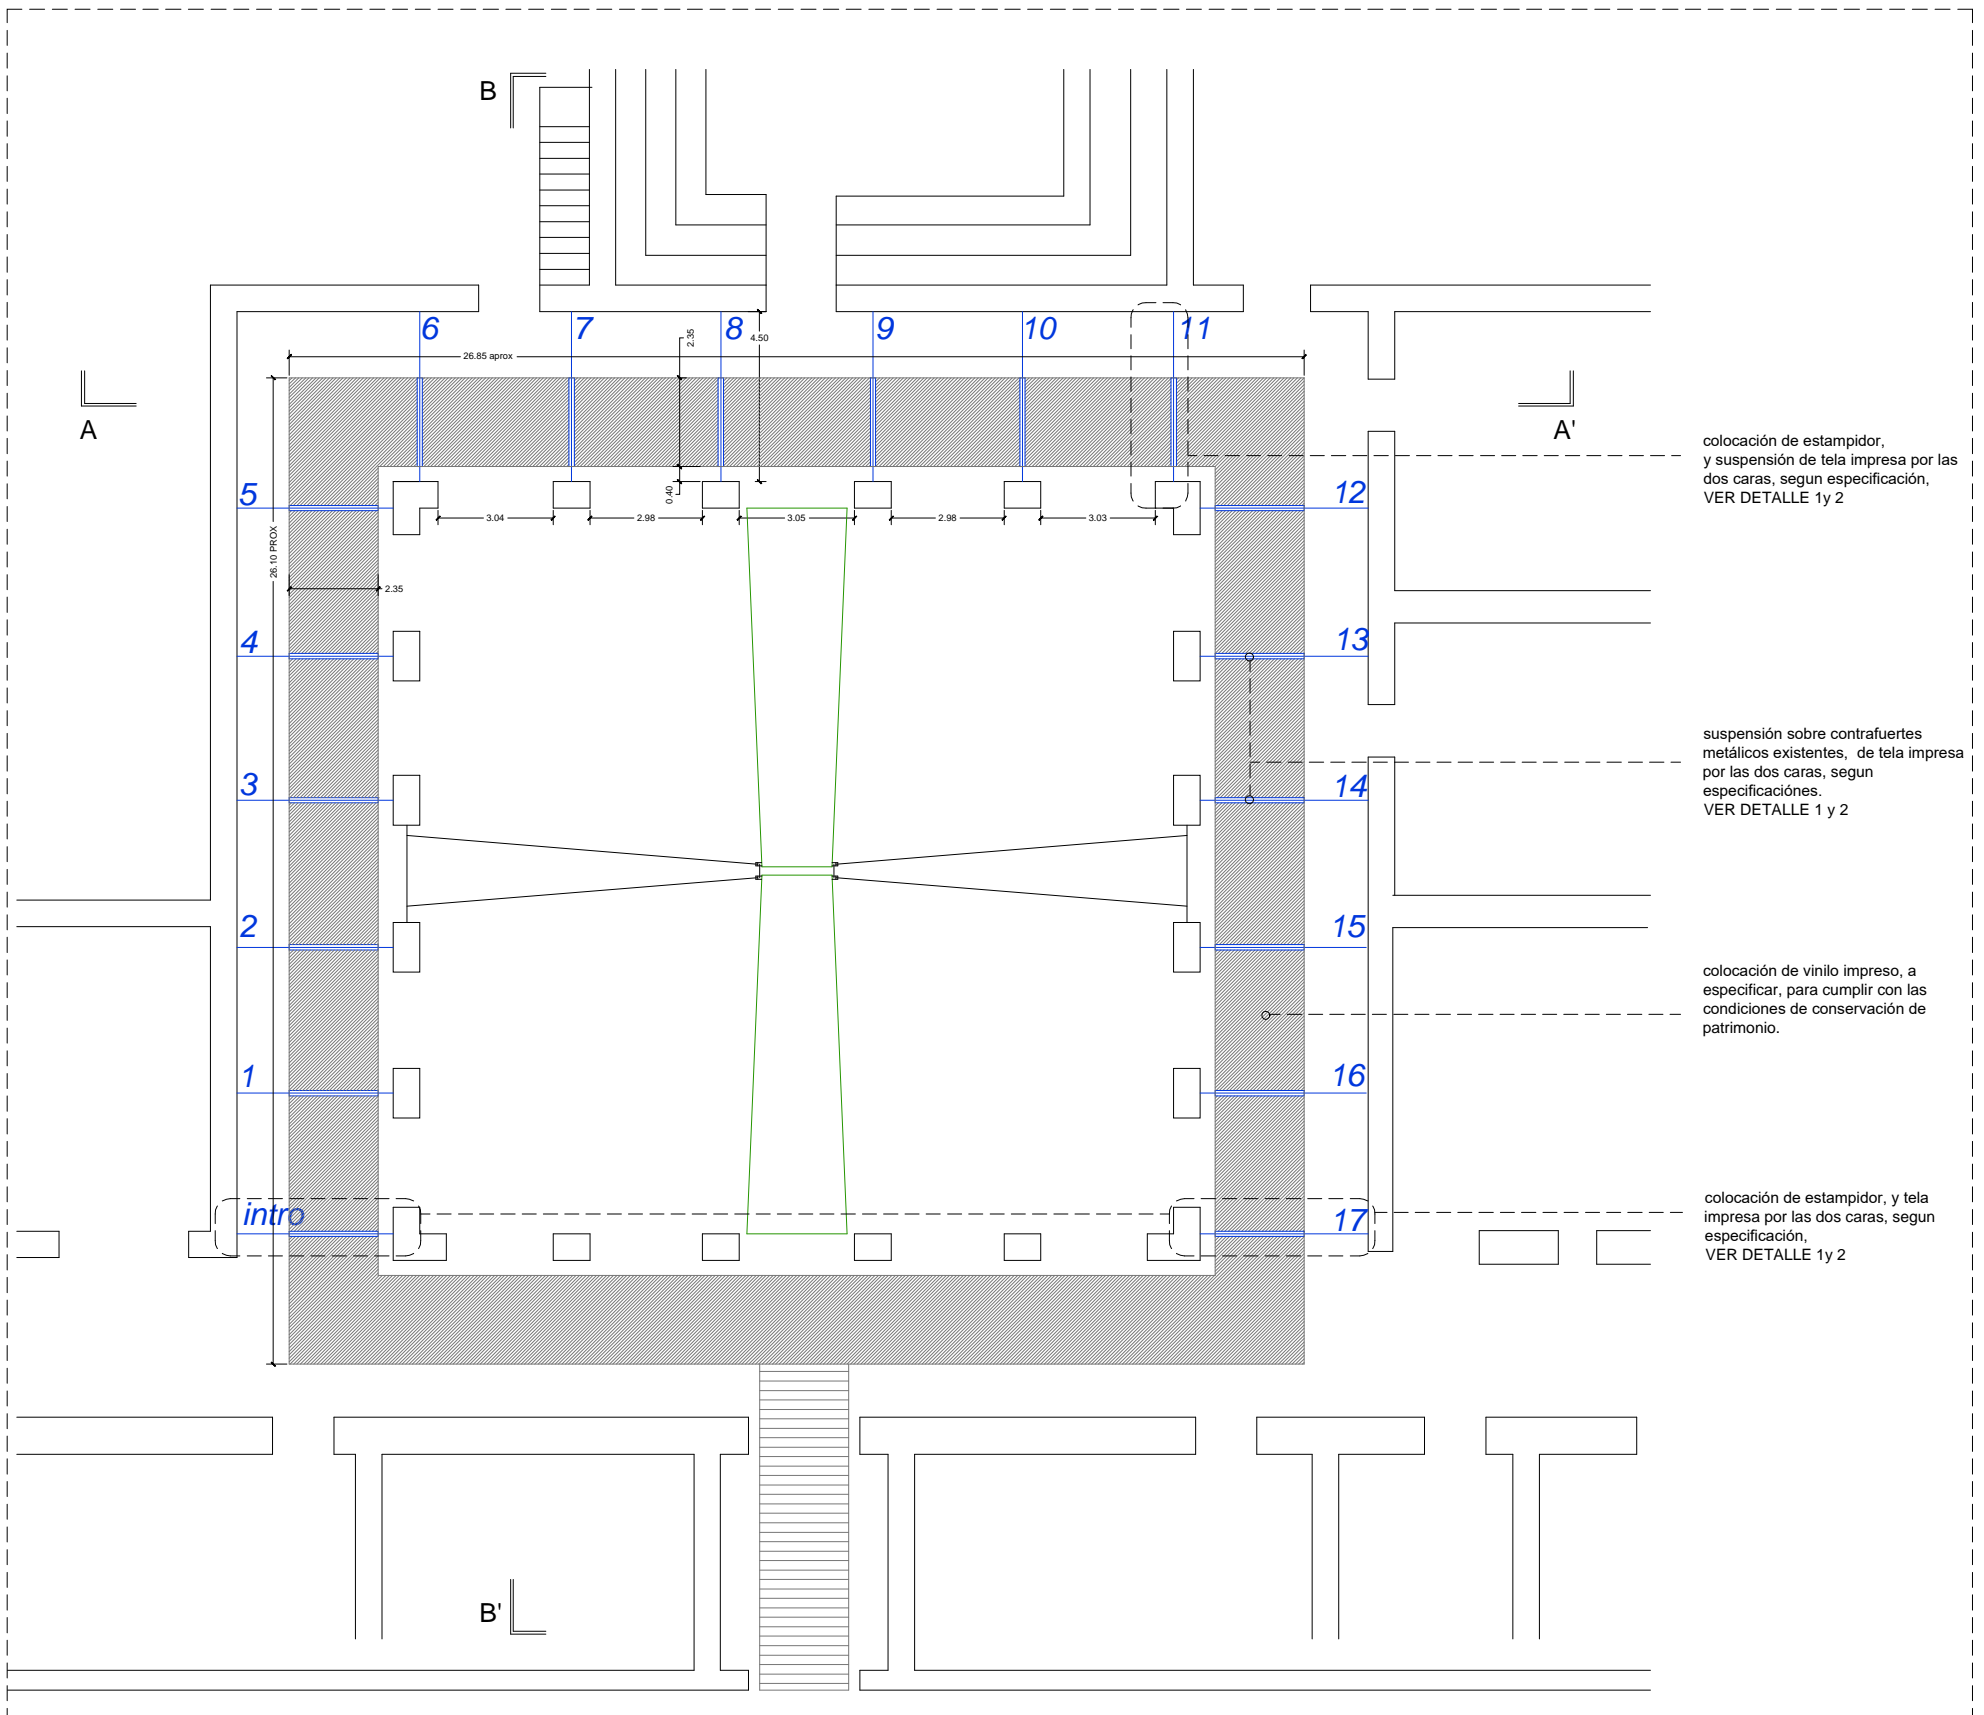 B
6
7
8
9
10
11
2.35
4.50
26.85 aprox
A
A'
colocación de estampidor,
y suspensión de tela impresa por las
dos caras, segun especificación,
VER DETALLE 1y 2
5
12
0.40
3.04
2.98
3.05
2.98
3.03
26.10 PROX
2.35
4
13
suspensión sobre contrafuertes
metálicos existentes, de tela impresa
por las dos caras, segun
especificaciónes.
VER DETALLE 1 y 2
3
14
2
15
colocación de vinilo impreso, a
especificar, para cumplir con las
condiciones de conservación de
patrimonio.
1
16
intro
17
colocación de estampidor, y tela
impresa por las dos caras, segun
especificación,
VER DETALLE 1y 2
B'